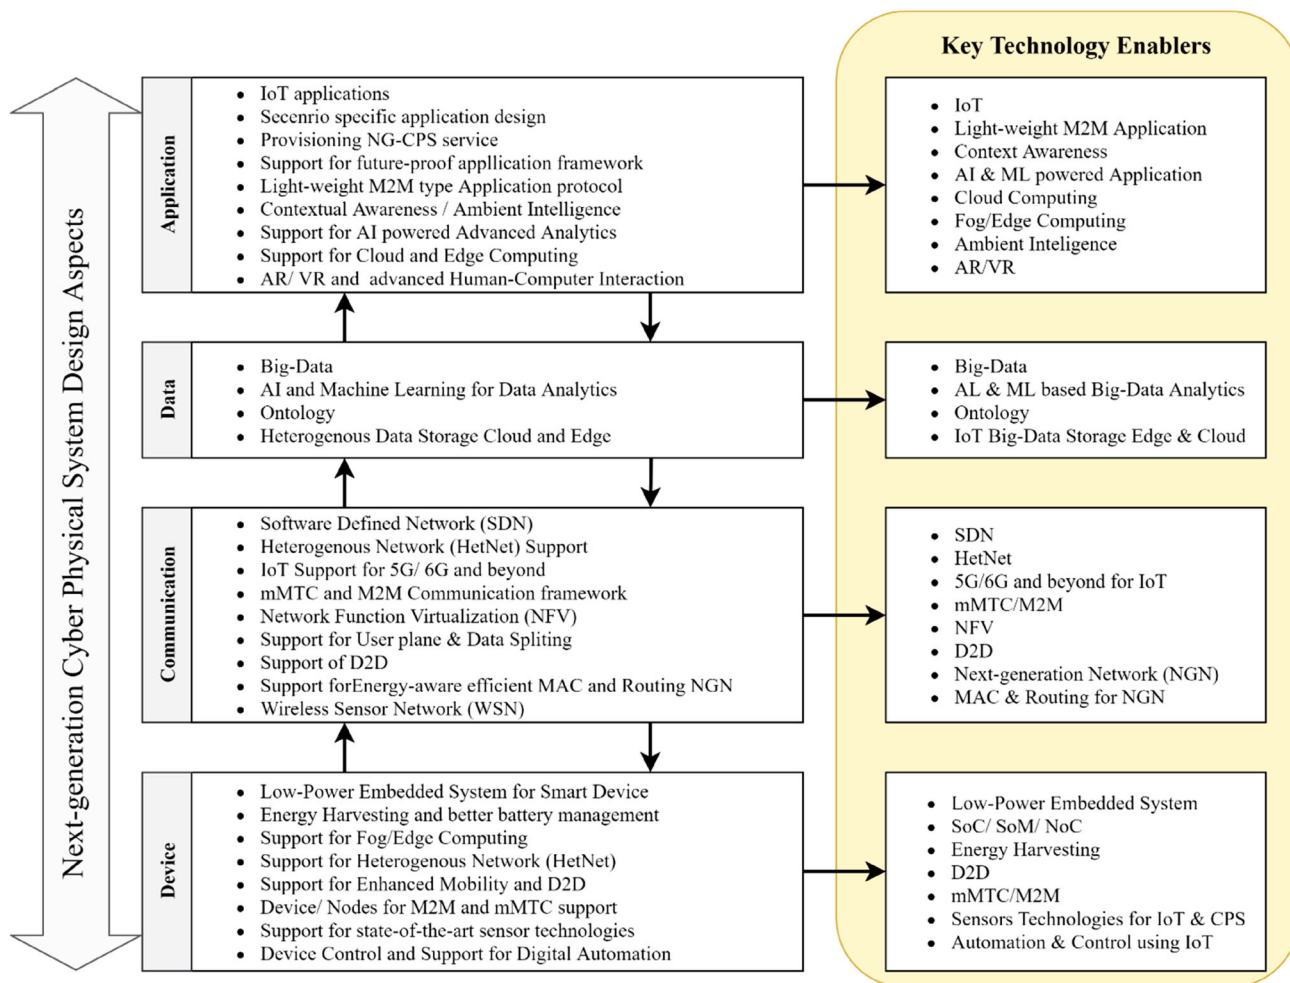 Key Technology Enablers
Next-generation Cyber Physical System Design Aspects
Application
• IoT applications
• Secenrio specific application design
• Provisioning NG-CPS service
• Support for future-proof appllication framework
• Light-weight M2M type Application protocol
• Contextual Awareness / Ambient Intelligence
• Support for AI powered Advanced Analytics
• Support for Cloud and Edge Computing
• AR/ VR and advanced Human-Computer Interaction
• IoT
• Light-weight M2M Application
• Context Awareness
• AI & ML powered Application
• Cloud Computing
• Fog/Edge Computing
• Ambient Inteligence
• AR/VR
Data
• Big-Data
• AI and Machine Learning for Data Analytics
• Ontology
• Heterogenous Data Storage Cloud and Edge
• Big-Data
• AL & ML based Big-Data Analytics
• Ontology
• IoT Big-Data Storage Edge & Cloud
Communication
• Software Defined Network (SDN)
• Heterogenous Network (HetNet) Support
• IoT Support for 5G/ 6G and beyond
• mMTC and M2M Communication framework
• Network Function Virtualization (NFV)
• Support for User plane & Data Spliting
• Support of D2D
• Support forEnergy-aware efficient MAC and Routing NGN
• Wireless Sensor Network (WSN)
• SDN
• HetNet
• 5G/6G and beyond for IoT
• mMTC/M2M
• NFV
• D2D
• Next-generation Network (NGN)
• MAC & Routing for NGN
Device
• Low-Power Embedded System for Smart Device
• Energy Harvesting and better battery management
• Support for Fog/Edge Computing
• Support for Heterogenous Network (HetNet)
• Support for Enhanced Mobility and D2D
• Device/ Nodes for M2M and mMTC support
• Support for state-of-the-art sensor technologies
• Device Control and Support for Digital Automation
• Low-Power Embedded System
• SoC/ SoM/ NoC
• Energy Harvesting
• D2D
• mMTC/M2M
• Sensors Technologies for IoT & CPS
• Automation & Control using IoT